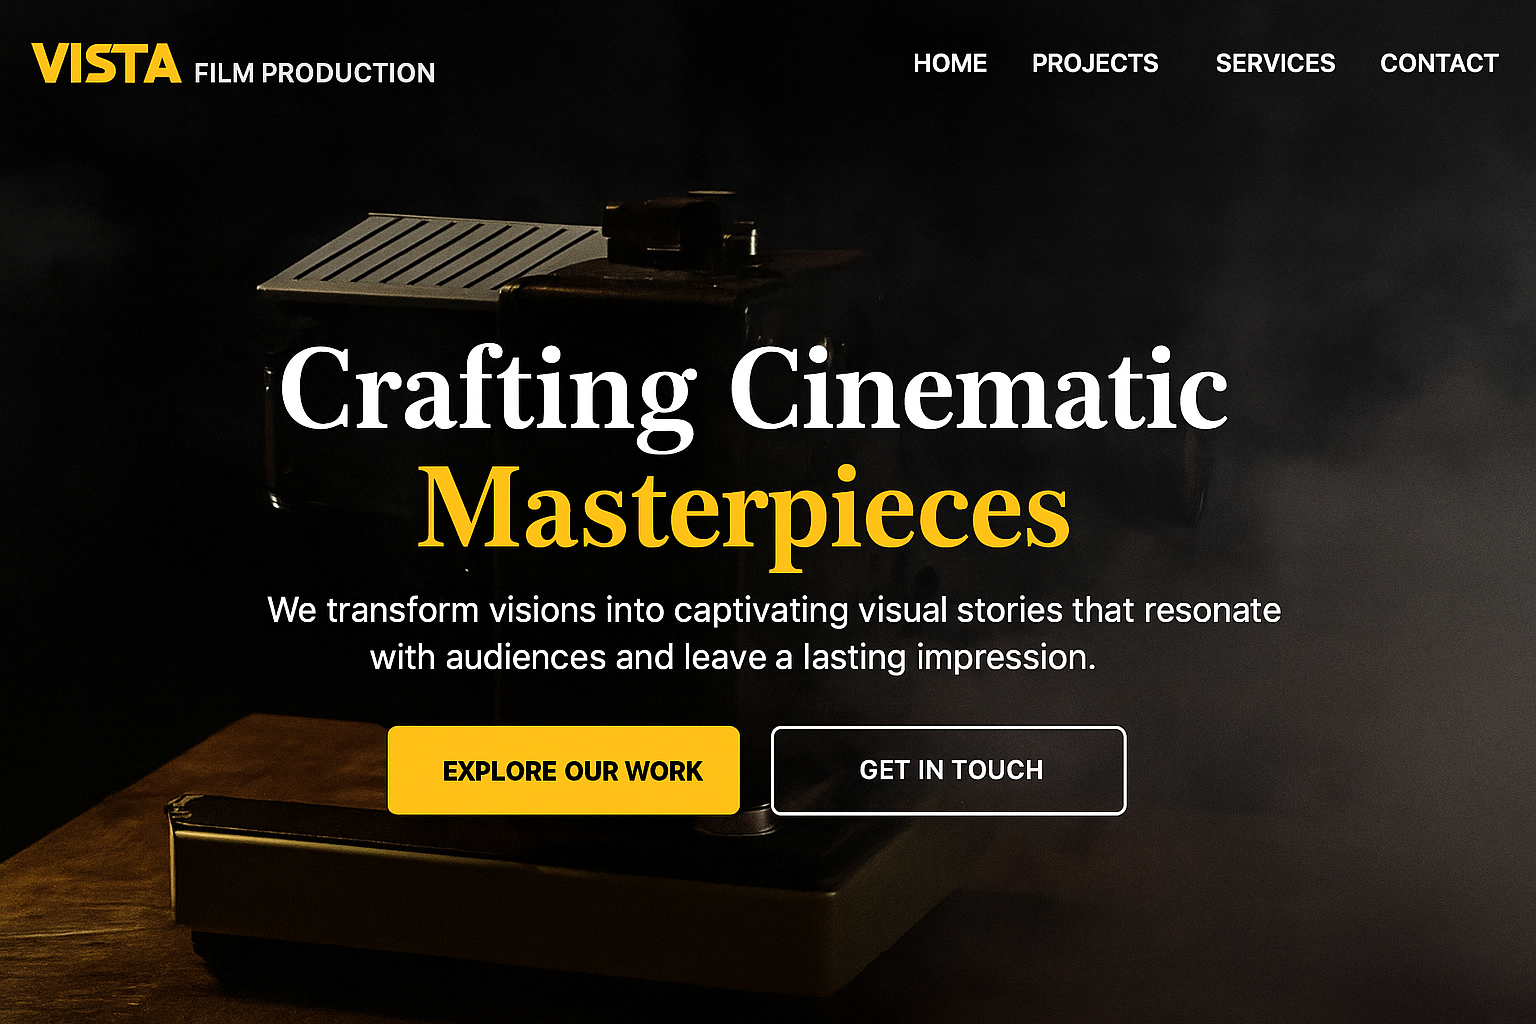 VISTA FILM PRODUCTION
HOME PROJECTS SERVICES CONTACT
Crafting Cinematic
Masterpieces
We transform visions into captivating visual stories that resonate
with audiences and leave a lasting impression.
EXPLORE OUR WORK
GET IN TOUCH